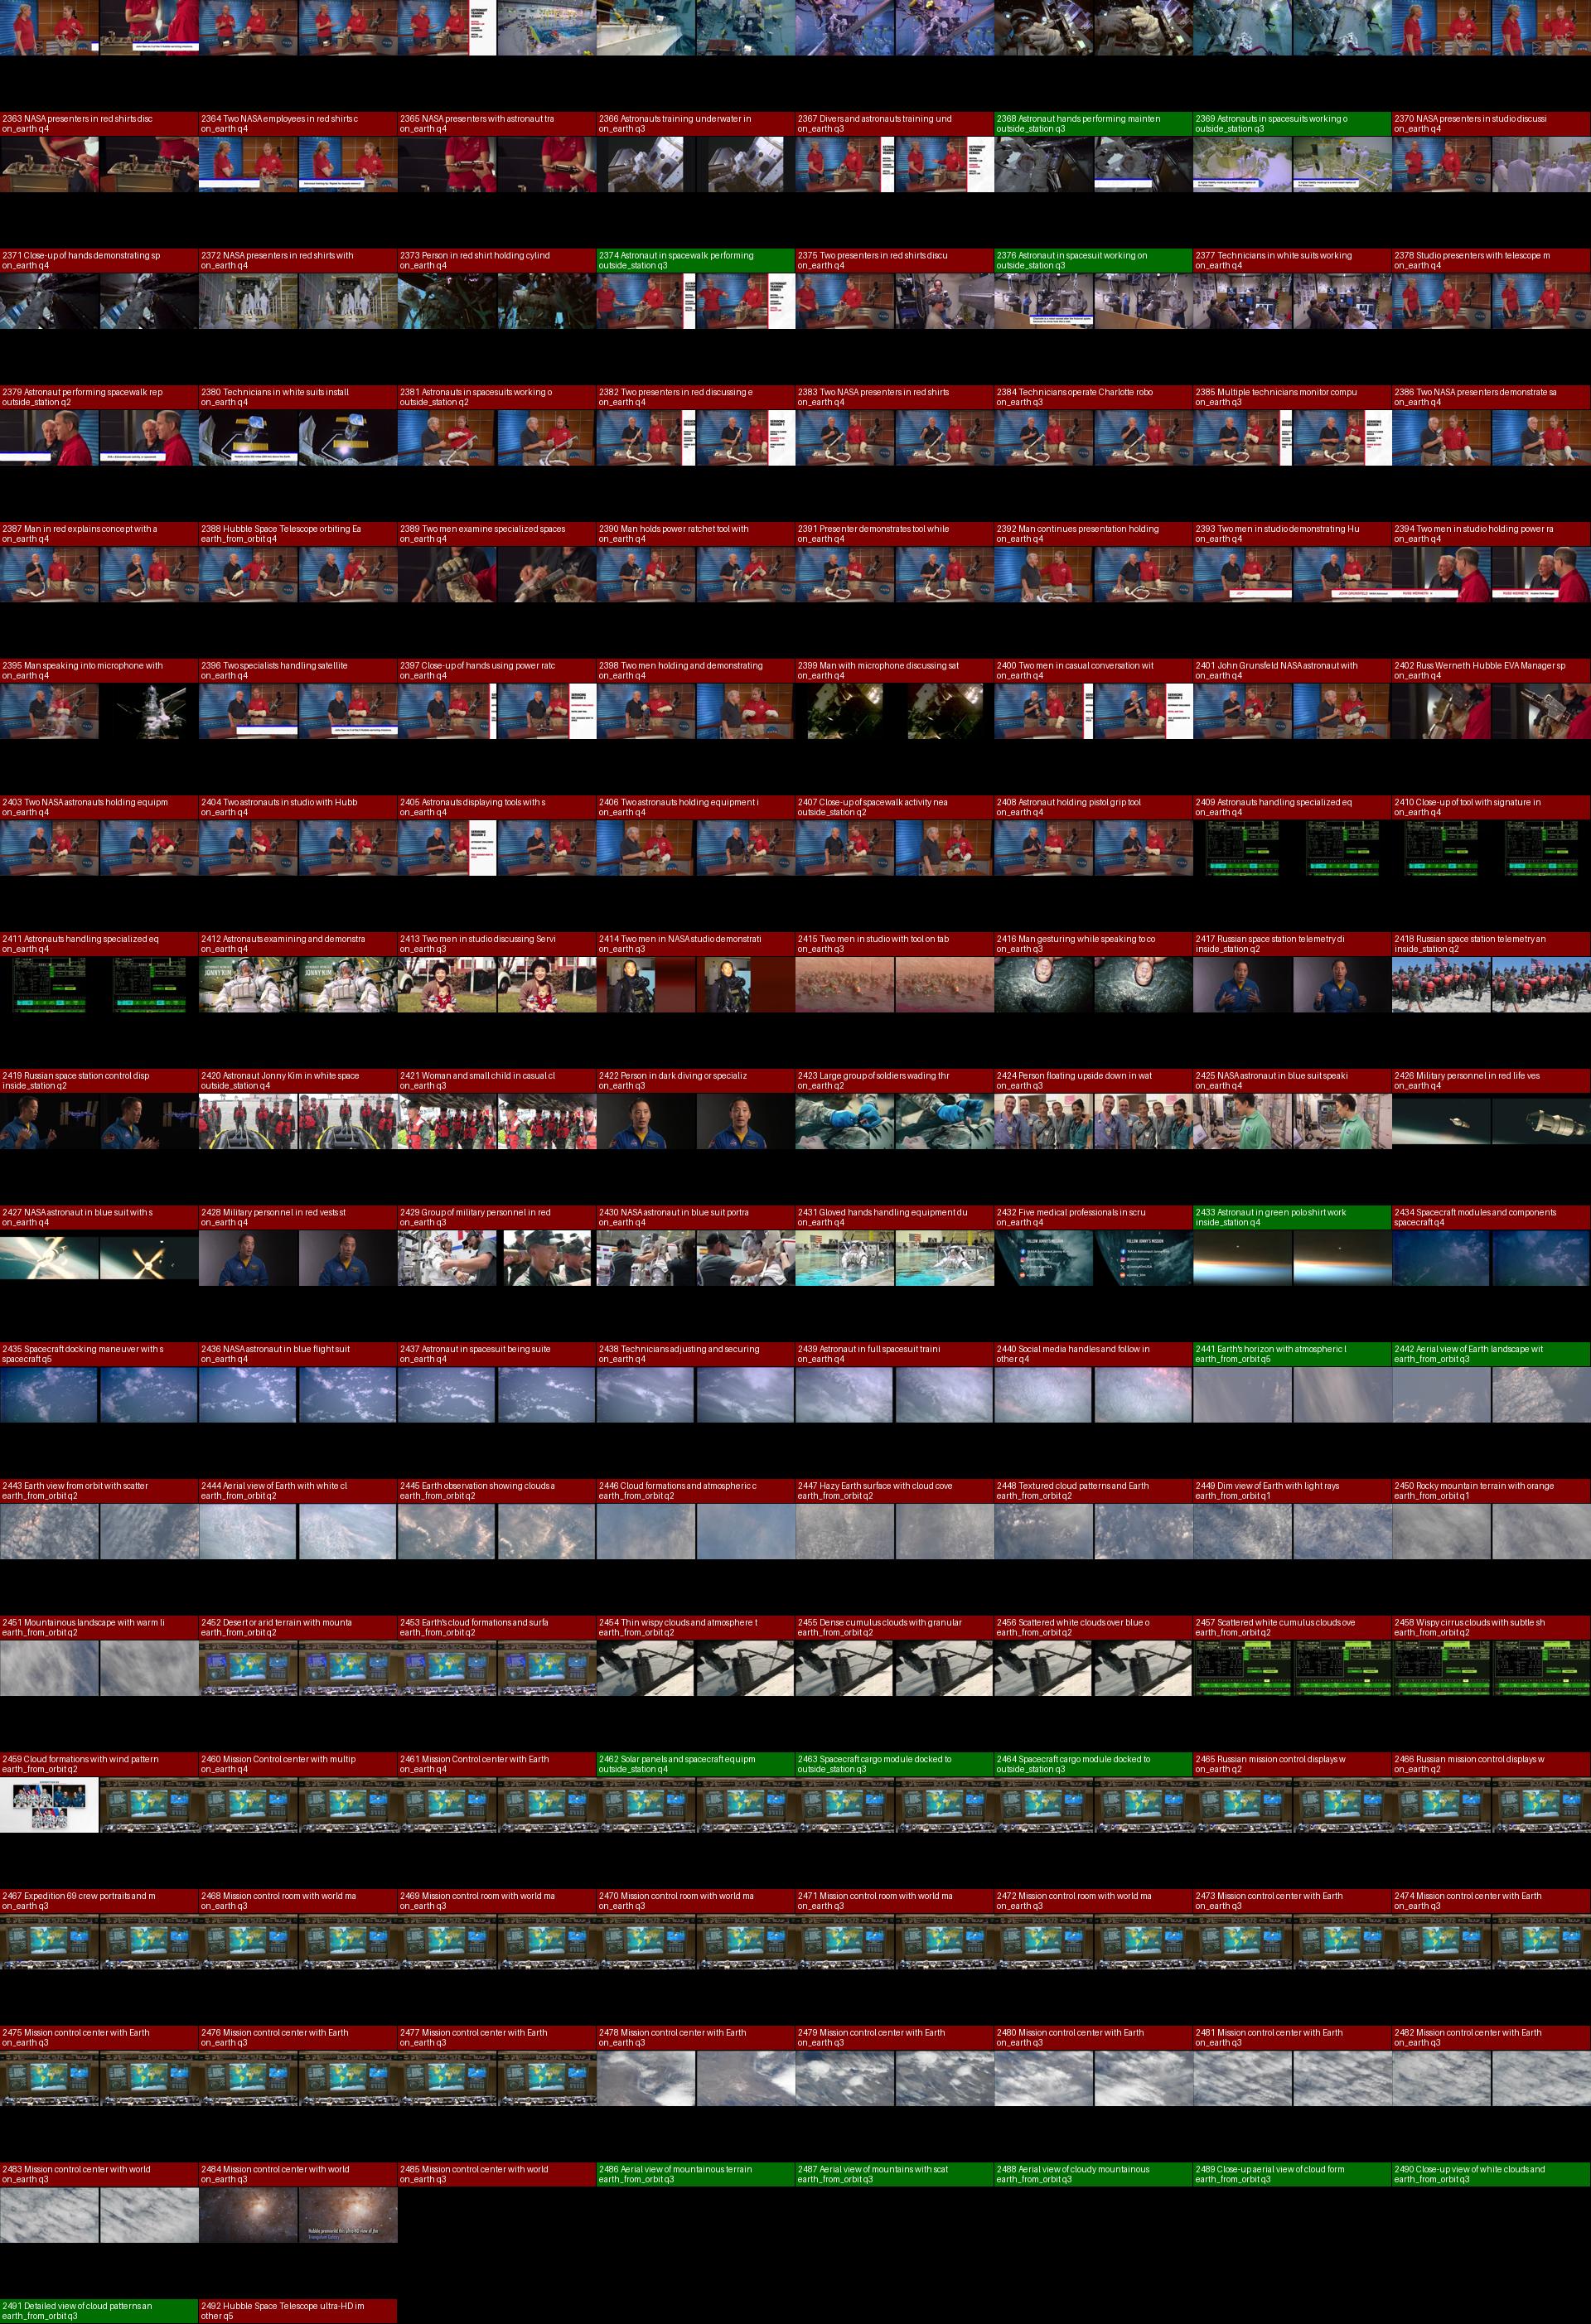 2363 NASA presenters in red shirts disc
on_earth q4
2364 Two NASA employees in red shirts c
on_earth q4
2365 NASA presenters with astronaut tra
on_earth q4
2366 Astronauts training underwater in
on_earth q3
2367 Divers and astronauts training und
on_earth q3
2368 Astronaut hands performing mainten
outside_station q3
2369 Astronauts in spacesuits working o
outside_station q3
2370 NASA presenters in studio discussi
on_earth q4
2371 Close-up of hands demonstrating sp
on_earth q4
2372 NASA presenters in red shirts with
on_earth q4
2373 Person in red shirt holding cylind
on_earth q4
2374 Astronaut in spacewalk performing
outside_station q3
2375 Two presenters in red shirts discu
on_earth q4
2376 Astronaut in spacesuit working on
outside_station q3
2377 Technicians in white suits working
on_earth q4
2378 Studio presenters with telescope m
on_earth q4
2379 Astronaut performing spacewalk rep
outside_station q2
2380 Technicians in white suits install
on_earth q4
2381 Astronauts in spacesuits working o
outside_station q2
2382 Two presenters in red discussing e
on_earth q4
2383 Two NASA presenters in red shirts
on_earth q4
2384 Technicians operate Charlotte robo
on_earth q3
2385 Multiple technicians monitor compu
on_earth q3
2386 Two NASA presenters demonstrate sa
on_earth q4
2387 Man in red explains concept with a
on_earth q4
2388 Hubble Space Telescope orbiting Ea
earth_from_orbit q4
2389 Two men examine specialized spaces
on_earth q4
2390 Man holds power ratchet tool with
on_earth q4
2391 Presenter demonstrates tool while
on_earth q4
2392 Man continues presentation holding
on_earth q4
2393 Two men in studio demonstrating Hu
on_earth q4
2394 Two men in studio holding power ra
on_earth q4
2395 Man speaking into microphone with
on_earth q4
2396 Two specialists handling satellite
on_earth q4
2397 Close-up of hands using power ratc
on_earth q4
2398 Two men holding and demonstrating
on_earth q4
2399 Man with microphone discussing sat
on_earth q4
2400 Two men in casual conversation wit
on_earth q4
2401 John Grunsfeld NASA astronaut with
on_earth q4
2402 Russ Werneth Hubble EVA Manager sp
on_earth q4
2403 Two NASA astronauts holding equipm
on_earth q4
2404 Two astronauts in studio with Hubb
on_earth q4
2405 Astronauts displaying tools with s
on_earth q4
2406 Two astronauts holding equipment i
on_earth q4
2407 Close-up of spacewalk activity nea
outside_station q2
2408 Astronaut holding pistol grip tool
on_earth q4
2409 Astronauts handling specialized eq
on_earth q4
2410 Close-up of tool with signature in
on_earth q4
2411 Astronauts handling specialized eq
on_earth q4
2412 Astronauts examining and demonstra
on_earth q4
2413 Two men in studio discussing Servi
on_earth q3
2414 Two men in NASA studio demonstrati
on_earth q3
2415 Two men in studio with tool on tab
on_earth q3
2416 Man gesturing while speaking to co
on_earth q3
2417 Russian space station telemetry di
inside_station q2
2418 Russian space station telemetry an
inside_station q2
2419 Russian space station control disp
inside_station q2
2420 Astronaut Jonny Kim in white space
outside_station q4
2421 Woman and small child in casual cl
on_earth q3
2422 Person in dark diving or specializ
on_earth q3
2423 Large group of soldiers wading thr
on_earth q2
2424 Person floating upside down in wat
on_earth q3
2425 NASA astronaut in blue suit speaki
on_earth q4
2426 Military personnel in red life ves
on_earth q4
2427 NASA astronaut in blue suit with s
on_earth q4
2428 Military personnel in red vests st
on_earth q4
2429 Group of military personnel in red
on_earth q3
2430 NASA astronaut in blue suit portra
on_earth q4
2431 Gloved hands handling equipment du
on_earth q4
2432 Five medical professionals in scru
on_earth q4
2433 Astronaut in green polo shirt work
inside_station q4
2434 Spacecraft modules and components
spacecraft q4
2435 Spacecraft docking maneuver with s
spacecraft q5
2436 NASA astronaut in blue flight suit
on_earth q4
2437 Astronaut in spacesuit being suite
on_earth q4
2438 Technicians adjusting and securing
on_earth q4
2439 Astronaut in full spacesuit traini
on_earth q4
2440 Social media handles and follow in
other q4
2441 Earth's horizon with atmospheric l
earth_from_orbit q5
2442 Aerial view of Earth landscape wit
earth_from_orbit q3
2443 Earth view from orbit with scatter
earth_from_orbit q2
2444 Aerial view of Earth with white cl
earth_from_orbit q2
2445 Earth observation showing clouds a
earth_from_orbit q2
2446 Cloud formations and atmospheric c
earth_from_orbit q2
2447 Hazy Earth surface with cloud cove
earth_from_orbit q2
2448 Textured cloud patterns and Earth
earth_from_orbit q2
2449 Dim view of Earth with light rays
earth_from_orbit q1
2450 Rocky mountain terrain with orange
earth_from_orbit q1
2451 Mountainous landscape with warm li
earth_from_orbit q2
2452 Desert or arid terrain with mounta
earth_from_orbit q2
2453 Earth's cloud formations and surfa
earth_from_orbit q2
2454 Thin wispy clouds and atmosphere t
earth_from_orbit q2
2455 Dense cumulus clouds with granular
earth_from_orbit q2
2456 Scattered white clouds over blue o
earth_from_orbit q2
2457 Scattered white cumulus clouds ove
earth_from_orbit q2
2458 Wispy cirrus clouds with subtle sh
earth_from_orbit q2
2459 Cloud formations with wind pattern
earth_from_orbit q2
2460 Mission Control center with multip
on_earth q4
2461 Mission Control center with Earth
on_earth q4
2462 Solar panels and spacecraft equipm
outside_station q4
2463 Spacecraft cargo module docked to
outside_station q3
2464 Spacecraft cargo module docked to
outside_station q3
2465 Russian mission control displays w
on_earth q2
2466 Russian mission control displays w
on_earth q2
2467 Expedition 69 crew portraits and m
on_earth q3
2468 Mission control room with world ma
on_earth q3
2469 Mission control room with world ma
on_earth q3
2470 Mission control room with world ma
on_earth q3
2471 Mission control room with world ma
on_earth q3
2472 Mission control room with world ma
on_earth q3
2473 Mission control center with Earth
on_earth q3
2474 Mission control center with Earth
on_earth q3
2475 Mission control center with Earth
on_earth q3
2476 Mission control center with Earth
on_earth q3
2477 Mission control center with Earth
on_earth q3
2478 Mission control center with Earth
on_earth q3
2479 Mission control center with Earth
on_earth q3
2480 Mission control center with Earth
on_earth q3
2481 Mission control center with Earth
on_earth q3
2482 Mission control center with Earth
on_earth q3
2483 Mission control center with world
on_earth q3
2484 Mission control center with world
on_earth q3
2485 Mission control center with world
on_earth q3
2486 Aerial view of mountainous terrain
earth_from_orbit q3
2487 Aerial view of mountains with scat
earth_from_orbit q3
2488 Aerial view of cloudy mountainous
earth_from_orbit q3
2489 Close-up aerial view of cloud form
earth_from_orbit q3
2490 Close-up view of white clouds and
earth_from_orbit q3
2491 Detailed view of cloud patterns an
earth_from_orbit q3
2492 Hubble Space Telescope ultra-HD im
other q5